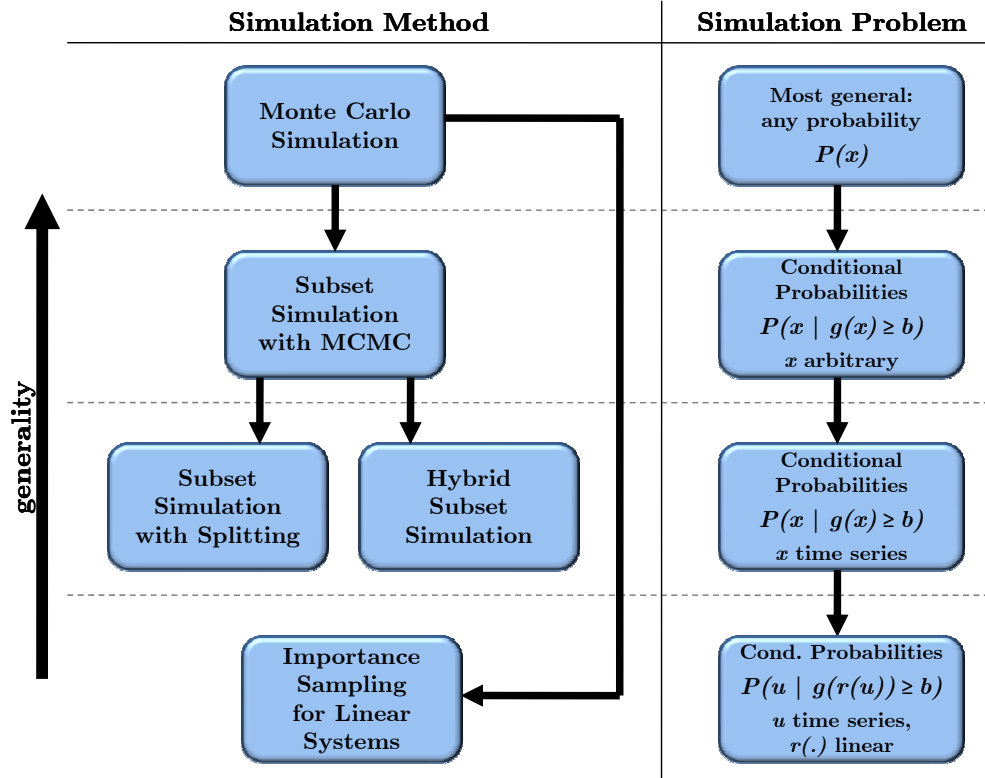 Simulation Method
Simulation Problem
Monte Carlo
Simulation
Most general:
any probability
P(x)
Subset
Simulation
with MCMC
Conditional
Probabilities
P(x | g(x) ≥ b)
x arbitrary
generality
Subset
Simulation
with Splitting
Hybrid
Subset
Simulation
Conditional
Probabilities
P(x | g(x) ≥ b)
x time series
Importance
Sampling
for Linear
Systems
Cond. Probabilities
P(u | g(r(u)) ≥ b)
u time series,
r(.) linear